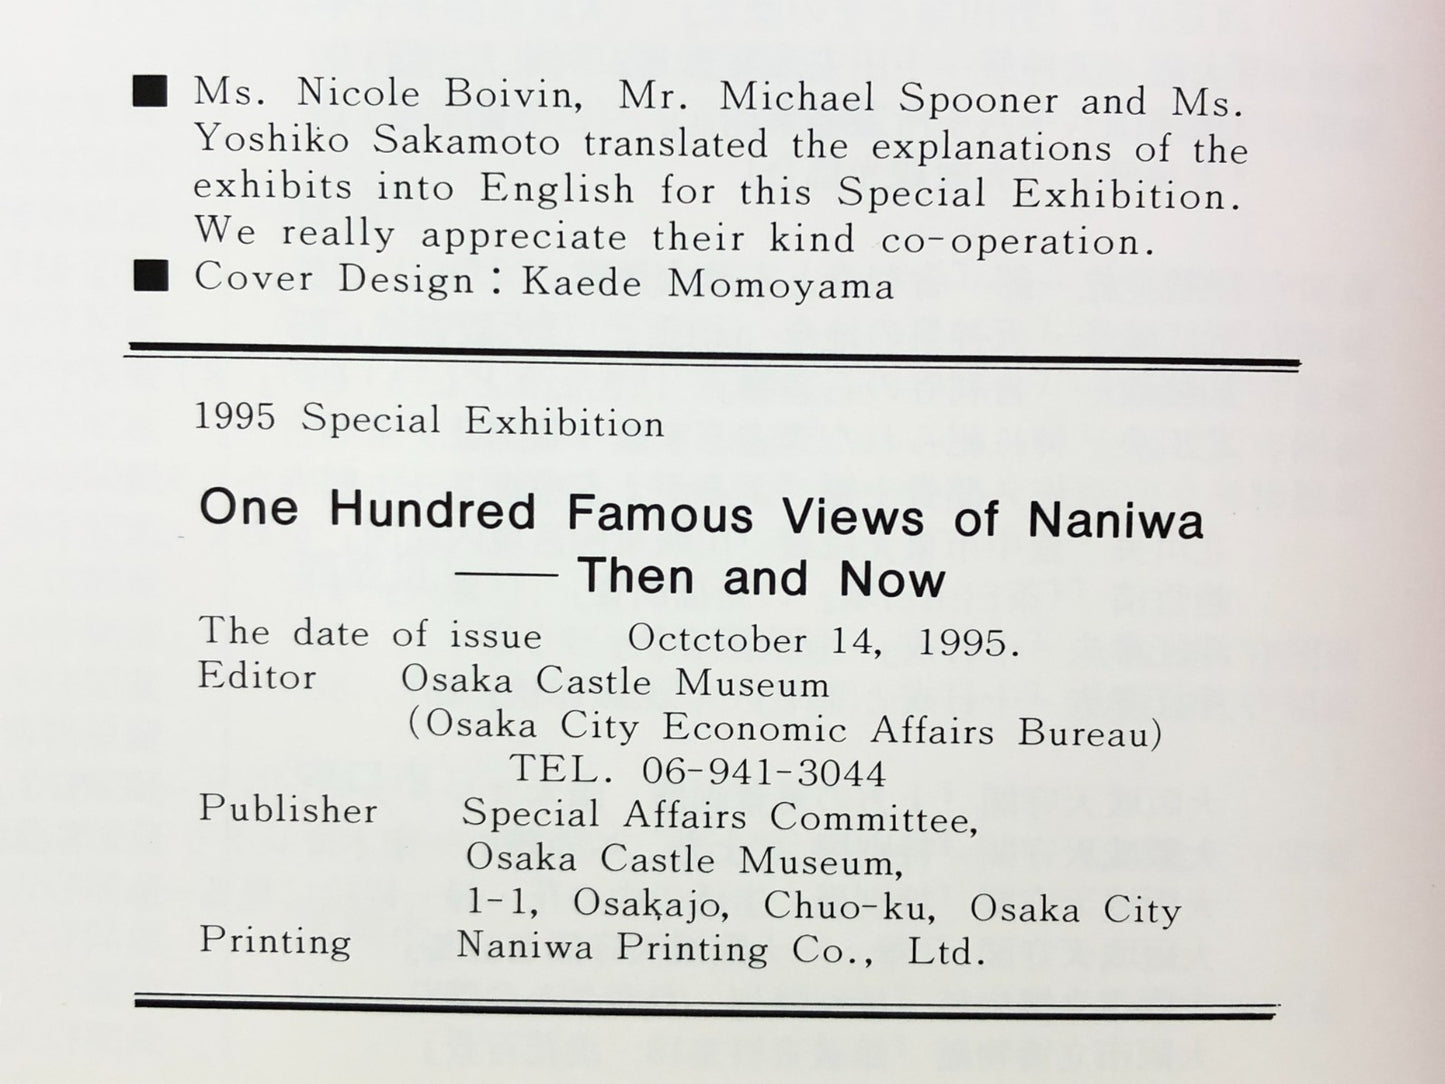 ■ Ms. Nicole Boivin, Mr. Michael Spooner and Ms.
Yoshiko Sakamoto translated the explanations of the
exhibits into English for this Special Exhibition.
We really appreciate their kind co-operation.
■ Cover Design：Kaede Momoyama
1995 Special Exhibition
One Hundred Famous Views of Naniwa
—— Then and Now
The date of issue Octctober 14, 1995.
Editor Osaka Castle Museum
(Osaka City Economic Affairs Bureau)
TEL. 06-941-3044
Publisher Special Affairs Committee,
Osaka Castle Museum,
1-1, Osakajo, Chuo-ku, Osaka City
Printing Naniwa Printing Co., Ltd.